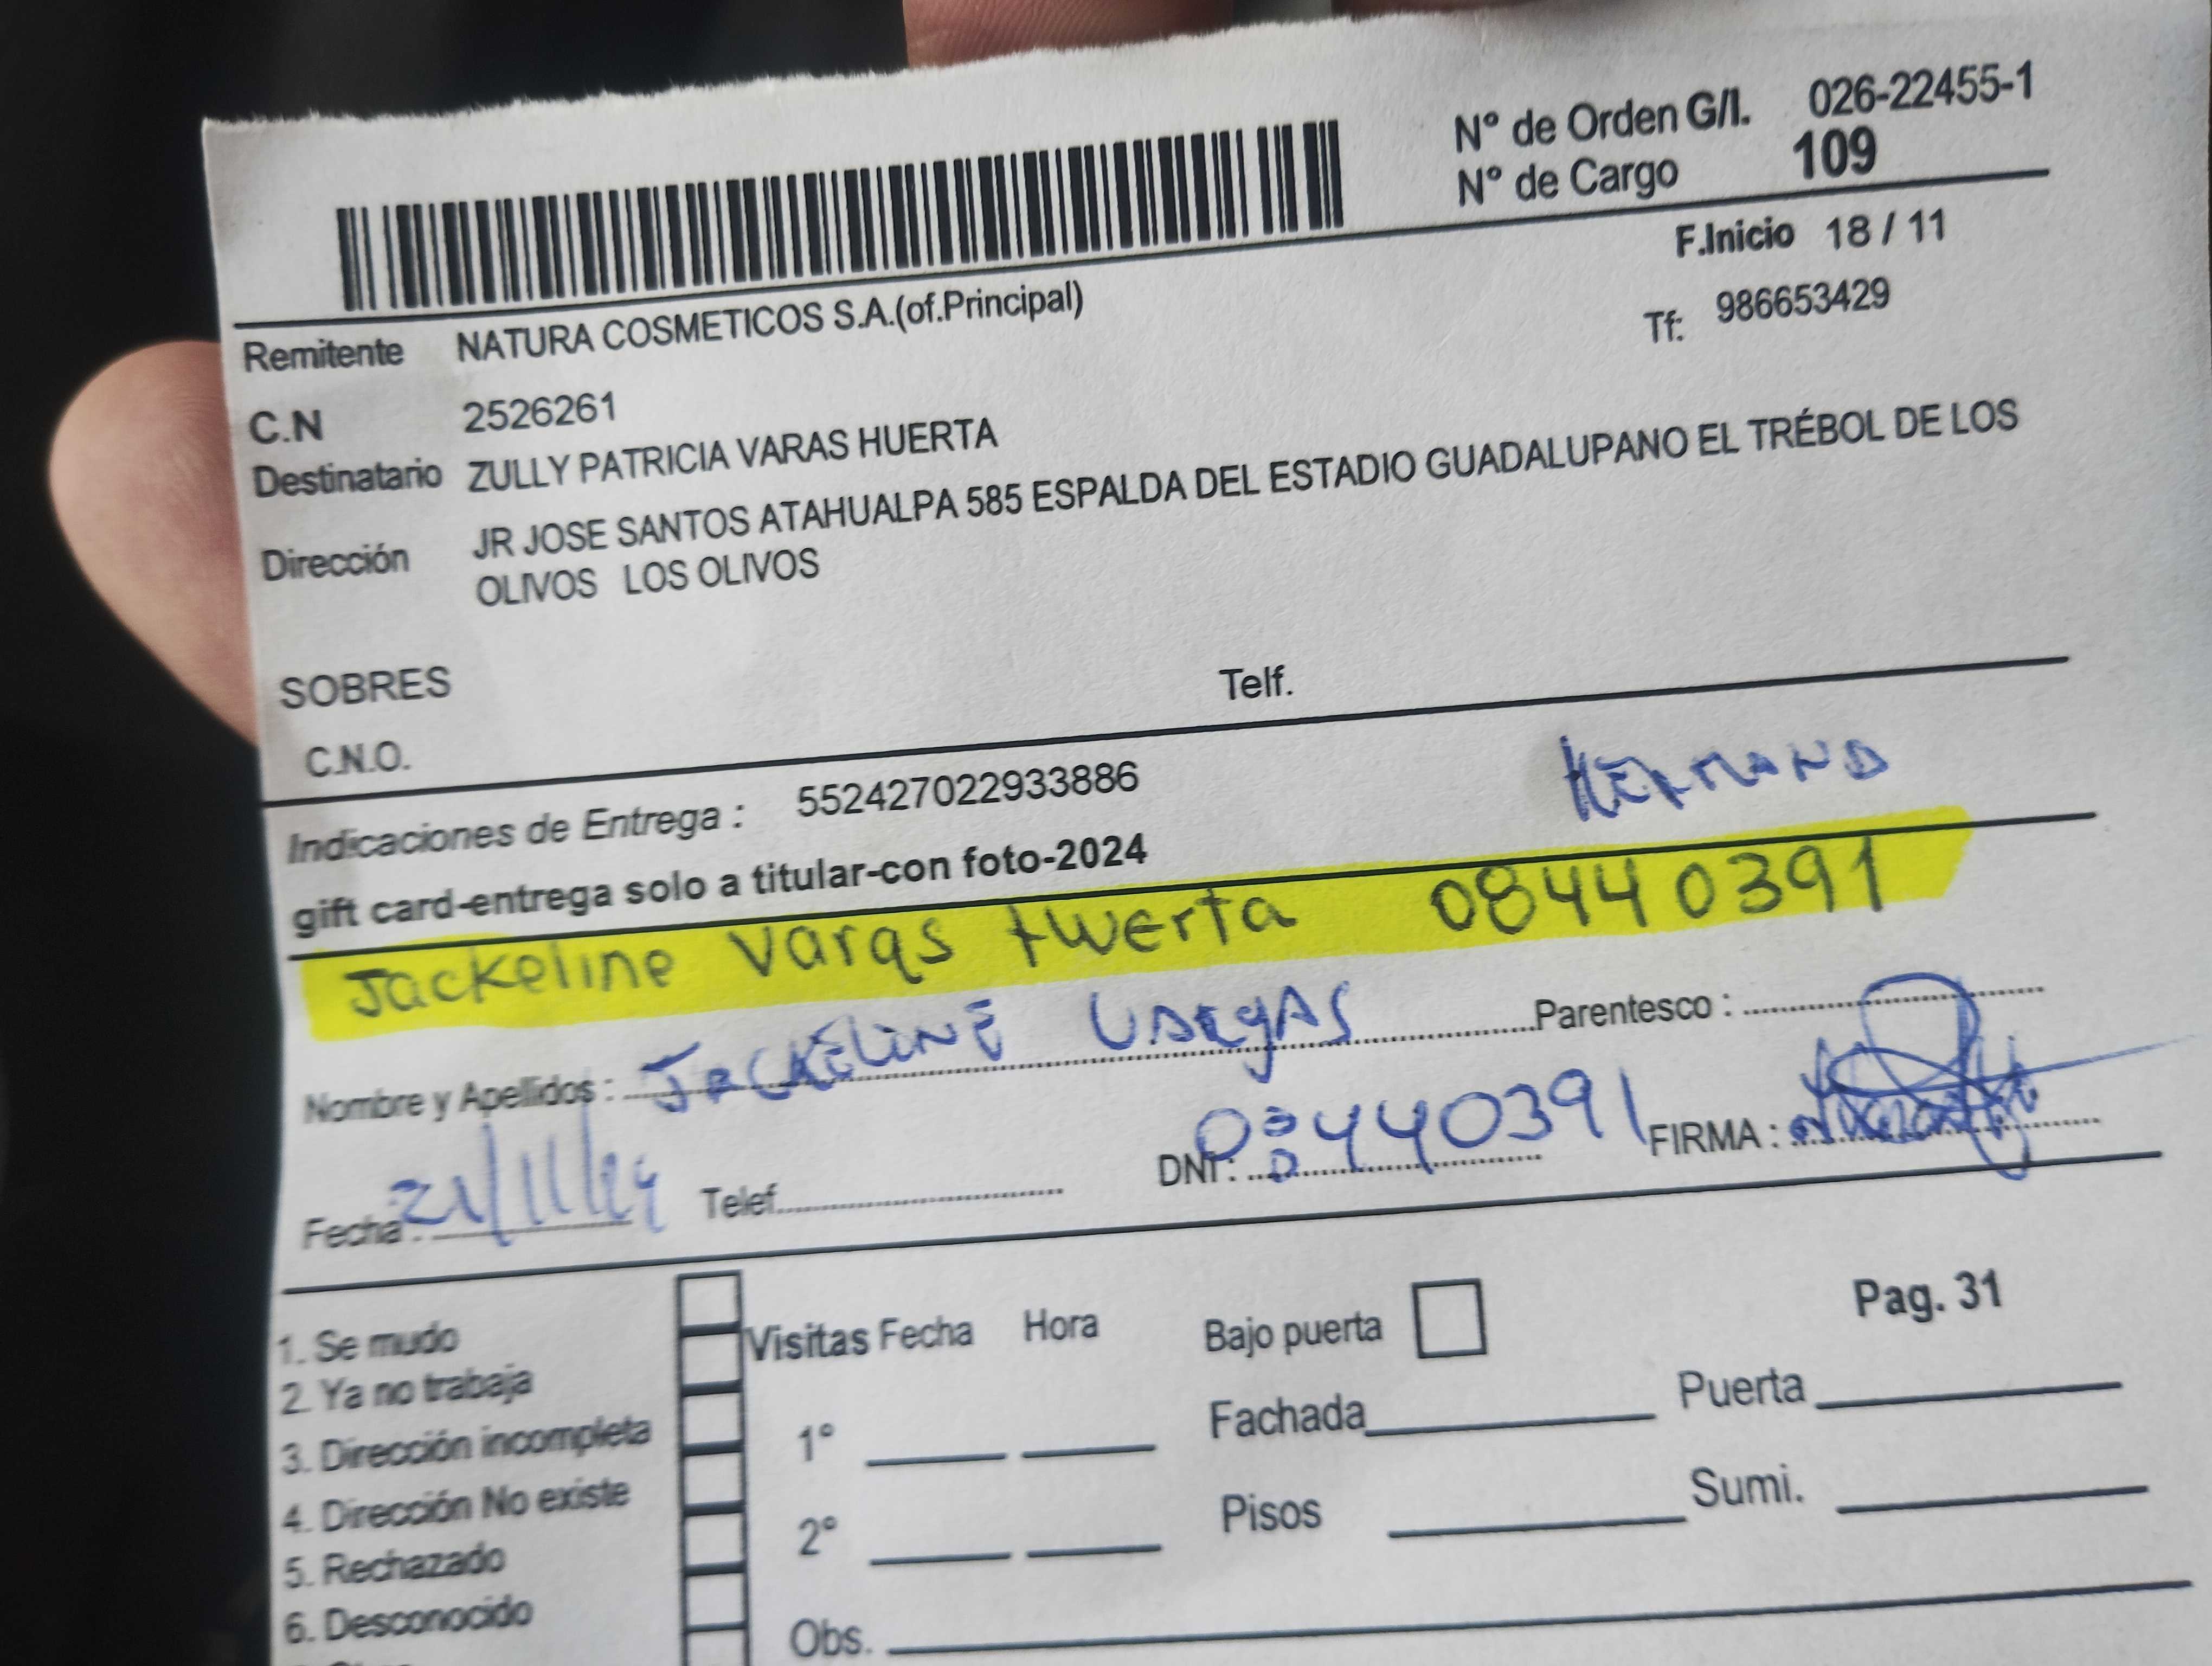 N° de Orden G/I. 026-22455-1
N° de Cargo 109
F.Inicio 18 / 11
Remitente NATURA COSMETICOS S.A.(of.Principal) Tf: 986653429
C.N 2526261
Destinatario ZULLY PATRICIA VARAS HUERTA
Dirección JR JOSE SANTOS ATAHUALPA 585 ESPALDA DEL ESTADIO GUADALUPANO EL TRÉBOL DE LOS
OLIVOS LOS OLIVOS
SOBRES Telf.
C.N.O.
Indicaciones de Entrega : 552427022933886 HERMANA
gift card-entrega solo a titular-con foto-2024
Jackeline Vargas Huerta 08440391
Nombre y Apellidos : JACKELINE VARGAS Parentesco :
Fecha : 21/11/24 Telef. DNI : 08440391 FIRMA :
1. Se mudo Visitas Fecha Hora Bajo puerta Pag. 31
2. Ya no trabaja
3. Dirección incompleta 1° Fachada Puerta
4. Dirección No existe
5. Rechazado 2° Pisos Sumi.
6. Desconocido
Obs.